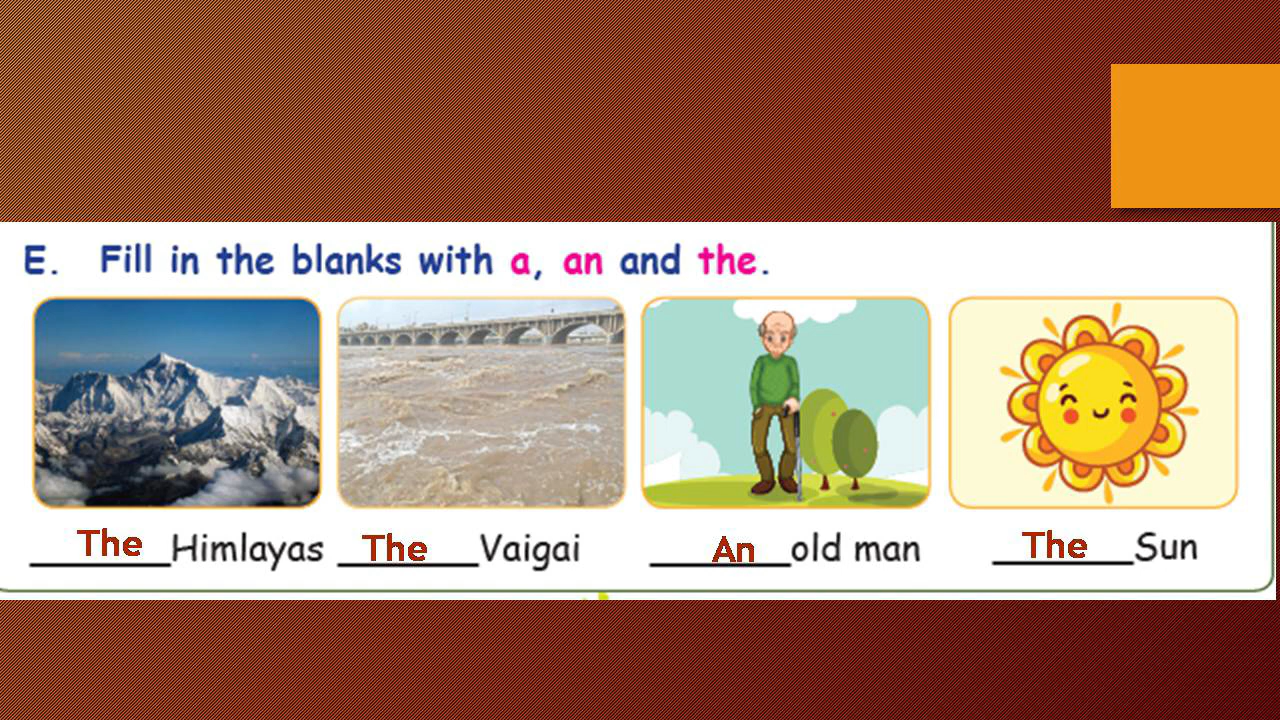 E. Fill in the blanks with a, an and the.
The Himlayas The Vaigai An old man The Sun